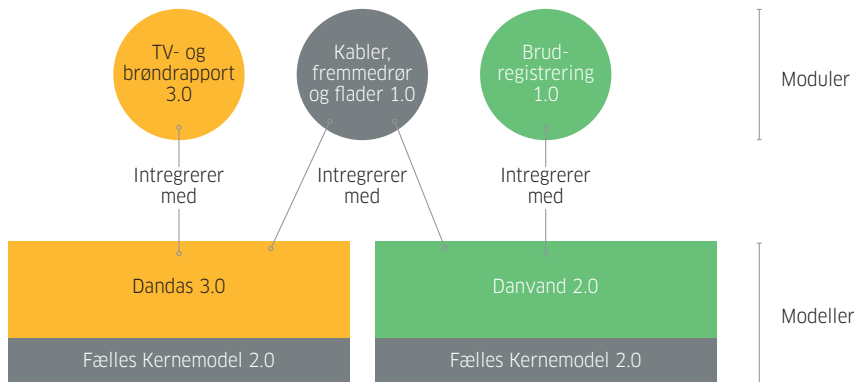 TV- og
brøndrapport
3.0
Kabler,
fremmedrør
og flader 1.0
Brud-
registrering
1.0
Moduler
Intregrerer
med
Intregrerer
med
Intregrerer
med
Dandas 3.0
Danvand 2.0
Modeller
Fælles Kernemodel 2.0
Fælles Kernemodel 2.0